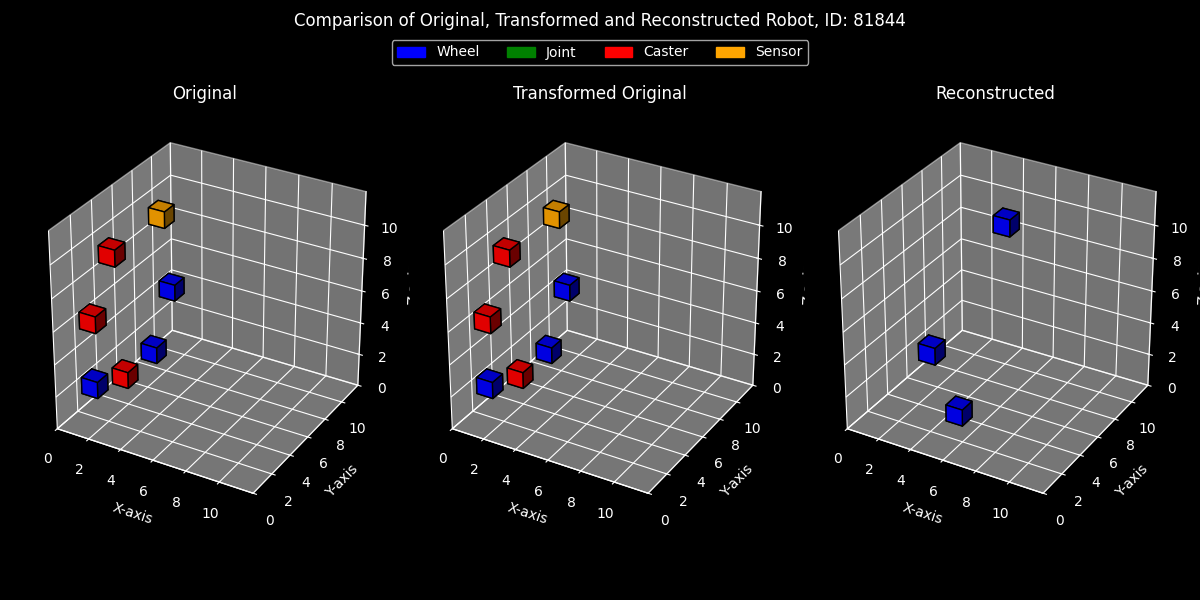 Comparison of Original, Transformed and Reconstructed Robot, ID: 81844
Wheel Joint Caster Sensor
Original
Transformed Original
Reconstructed
0 2 4 6 8 10
X-axis
0 2 4 6 8 10
Y-axis
0 2 4 6 8 10
0 2 4 6 8 10
X-axis
0 2 4 6 8 10
Y-axis
0 2 4 6 8 10
0 2 4 6 8 10
X-axis
0 2 4 6 8 10
Y-axis
0 2 4 6 8 10